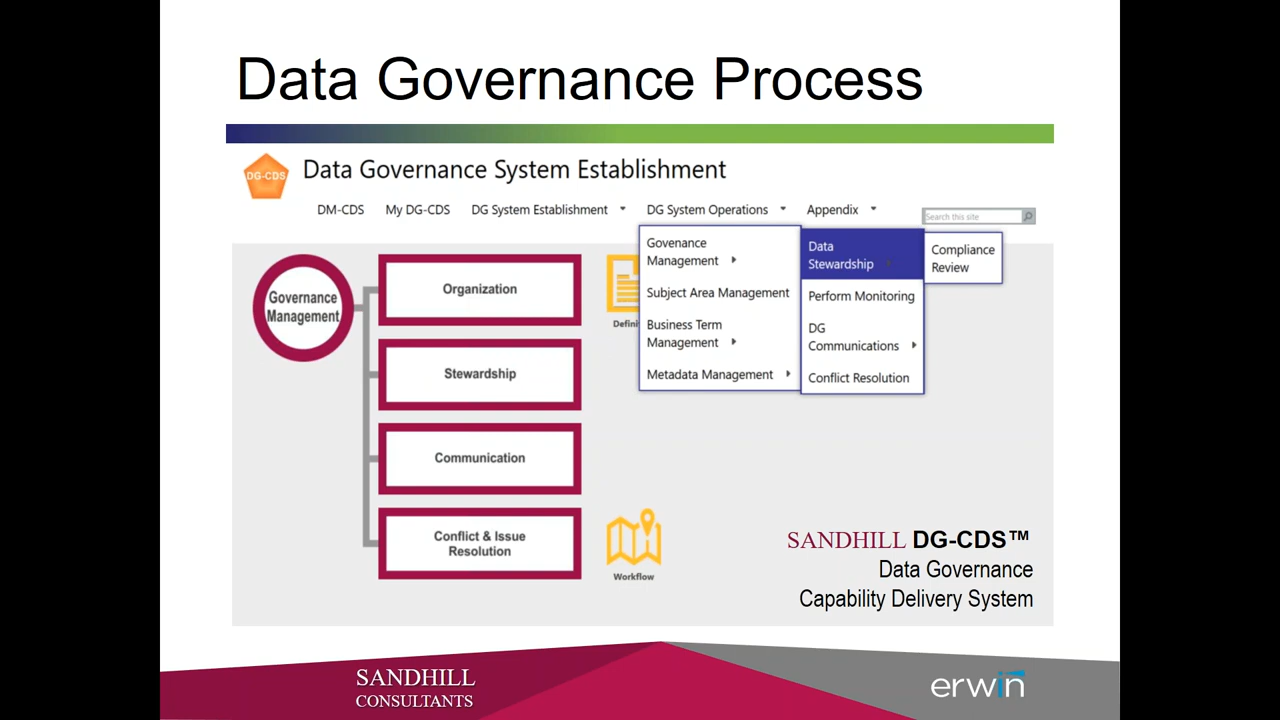 Data Governance Process
DG-CDS
Data Governance System Establishment
DM-CDS My DG-CDS DG System Establishment DG System Operations Appendix
Search this site
Governance
Management
Organization
Stewardship
Communication
Conflict & Issue
Resolution
Defini
Workflow
Govenance
Management
Subject Area Management
Business Term
Management
Metadata Management
Data
Stewardship
Perform Monitoring
DG
Communications
Conflict Resolution
Compliance
Review
SANDHILL DG-CDS™
Data Governance
Capability Delivery System
SANDHILL
CONSULTANTS
erwin